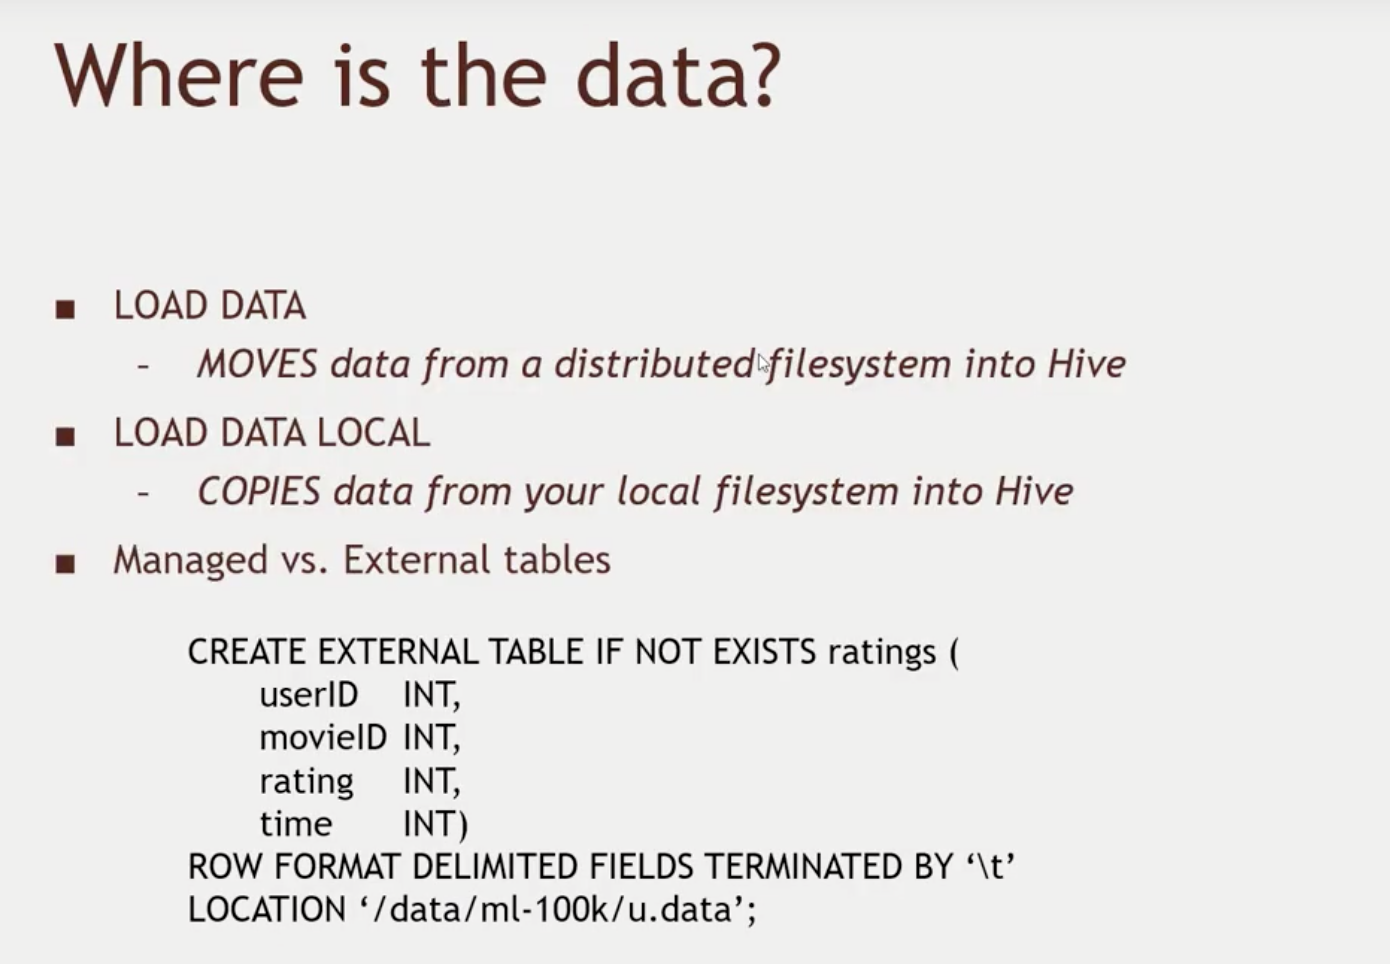 Where is the data?
■ LOAD DATA
- MOVES data from a distributed filesystem into Hive
■ LOAD DATA LOCAL
- COPIES data from your local filesystem into Hive
■ Managed vs. External tables
CREATE EXTERNAL TABLE IF NOT EXISTS ratings (
userID INT,
movieID INT,
rating INT,
time INT)
ROW FORMAT DELIMITED FIELDS TERMINATED BY ‘\t’
LOCATION ‘/data/ml-100k/u.data’;